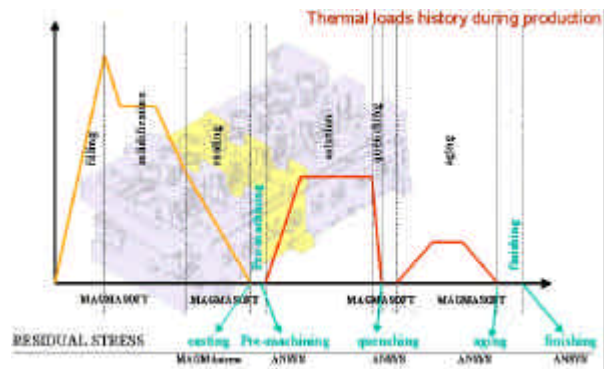 Thermal loads history during production
filling
solidification
cooling
Pre-machining
solution
quenching
aging
finishing
MAGMASOFT MAGMASOFT MAGMASOFT MAGMASOFT
RESIDUAL STRESS casting Pre-machining quenching aging finishing
MAGMAstress ANSYS ANSYS ANSYS ANSYS